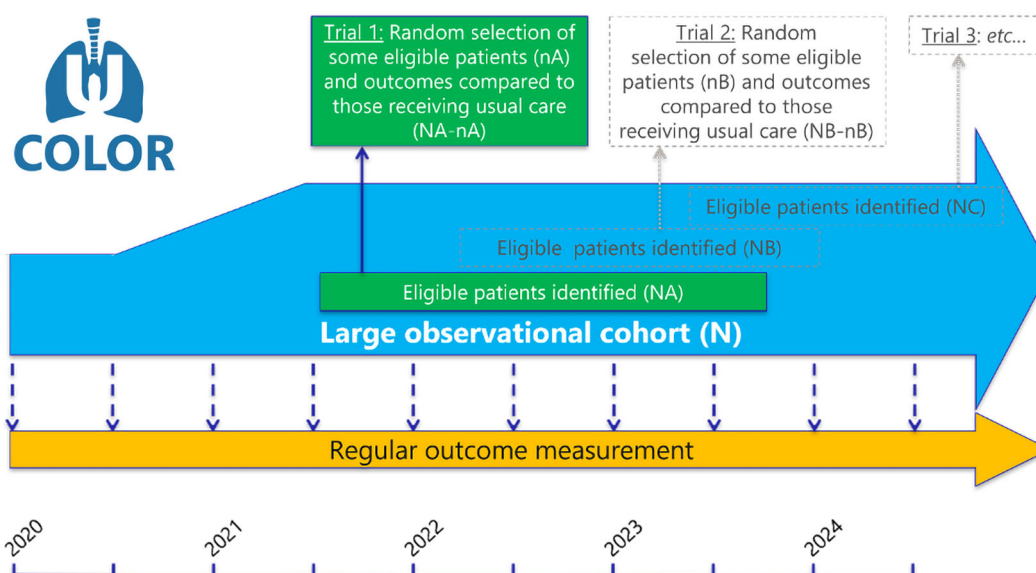 COLOR
Trial 1: Random selection of
some eligible patients (nA)
and outcomes compared to
those receiving usual care
(NA-nA)
Trial 2: Random
selection of some eligible
patients (nB) and outcomes
compared to those
receiving usual care (NB-nB)
Trial 3: etc...
Eligible patients identified (NC)
Eligible patients identified (NB)
Eligible patients identified (NA)
Large observational cohort (N)
Regular outcome measurement
2020
2021
2022
2023
2024